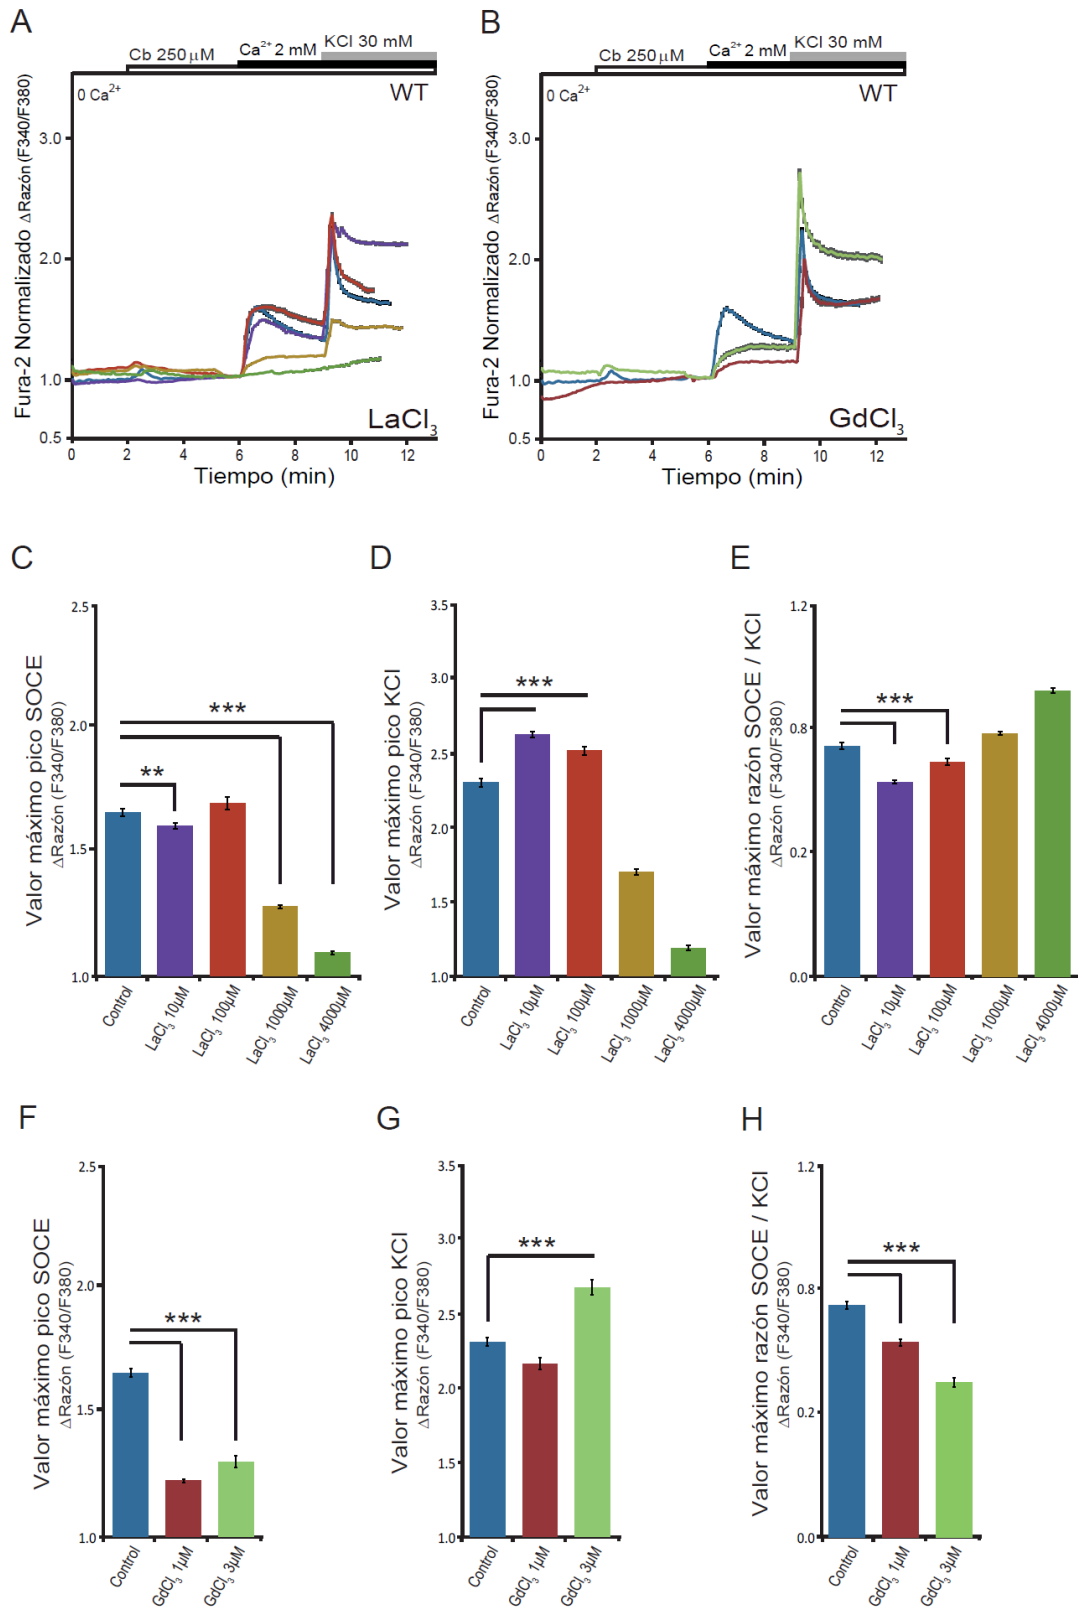 A
Cb 250 µM
Ca²⁺ 2 mM
KCl 30 mM
0 Ca²⁺
WT
Fura-2 Normalizado ΔRazón (F340/F380)
3.0
2.0
1.0
0.5
LaCl₃
0 2 4 6 8 10 12
Tiempo (min)
B
Cb 250 µM
Ca²⁺ 2 mM
KCl 30 mM
0 Ca²⁺
WT
Fura-2 Normalizado ΔRazón (F340/F380)
3.0
2.0
1.0
0.5
GdCl₃
0 2 4 6 8 10 12
Tiempo (min)
C
Valor máximo pico SOCE
ΔRazón (F340/F380)
2.5
2.0
1.5
1.0
***
**
Control
LaCl₃ 10µM
LaCl₃ 100µM
LaCl₃ 1000µM
LaCl₃ 4000µM
D
Valor máximo pico KCl
ΔRazón (F340/F380)
3.5
3.0
2.5
2.0
1.5
1.0
***
Control
LaCl₃ 10µM
LaCl₃ 100µM
LaCl₃ 1000µM
LaCl₃ 4000µM
E
Valor máximo razón SOCE / KCl
ΔRazón (F340/F380)
1.2
0.8
0.2
0.0
***
Control
LaCl₃ 10µM
LaCl₃ 100µM
LaCl₃ 1000µM
LaCl₃ 4000µM
F
Valor máximo pico SOCE
ΔRazón (F340/F380)
2.5
2.0
1.5
1.0
***
Control
GdCl₃ 1µM
GdCl₃ 3µM
G
Valor máximo pico KCl
ΔRazón (F340/F380)
3.5
3.0
2.5
2.0
1.5
1.0
***
Control
GdCl₃ 1µM
GdCl₃ 3µM
H
Valor máximo razón SOCE / KCl
ΔRazón (F340/F380)
1.2
0.8
0.2
0.0
***
Control
GdCl₃ 1µM
GdCl₃ 3µM